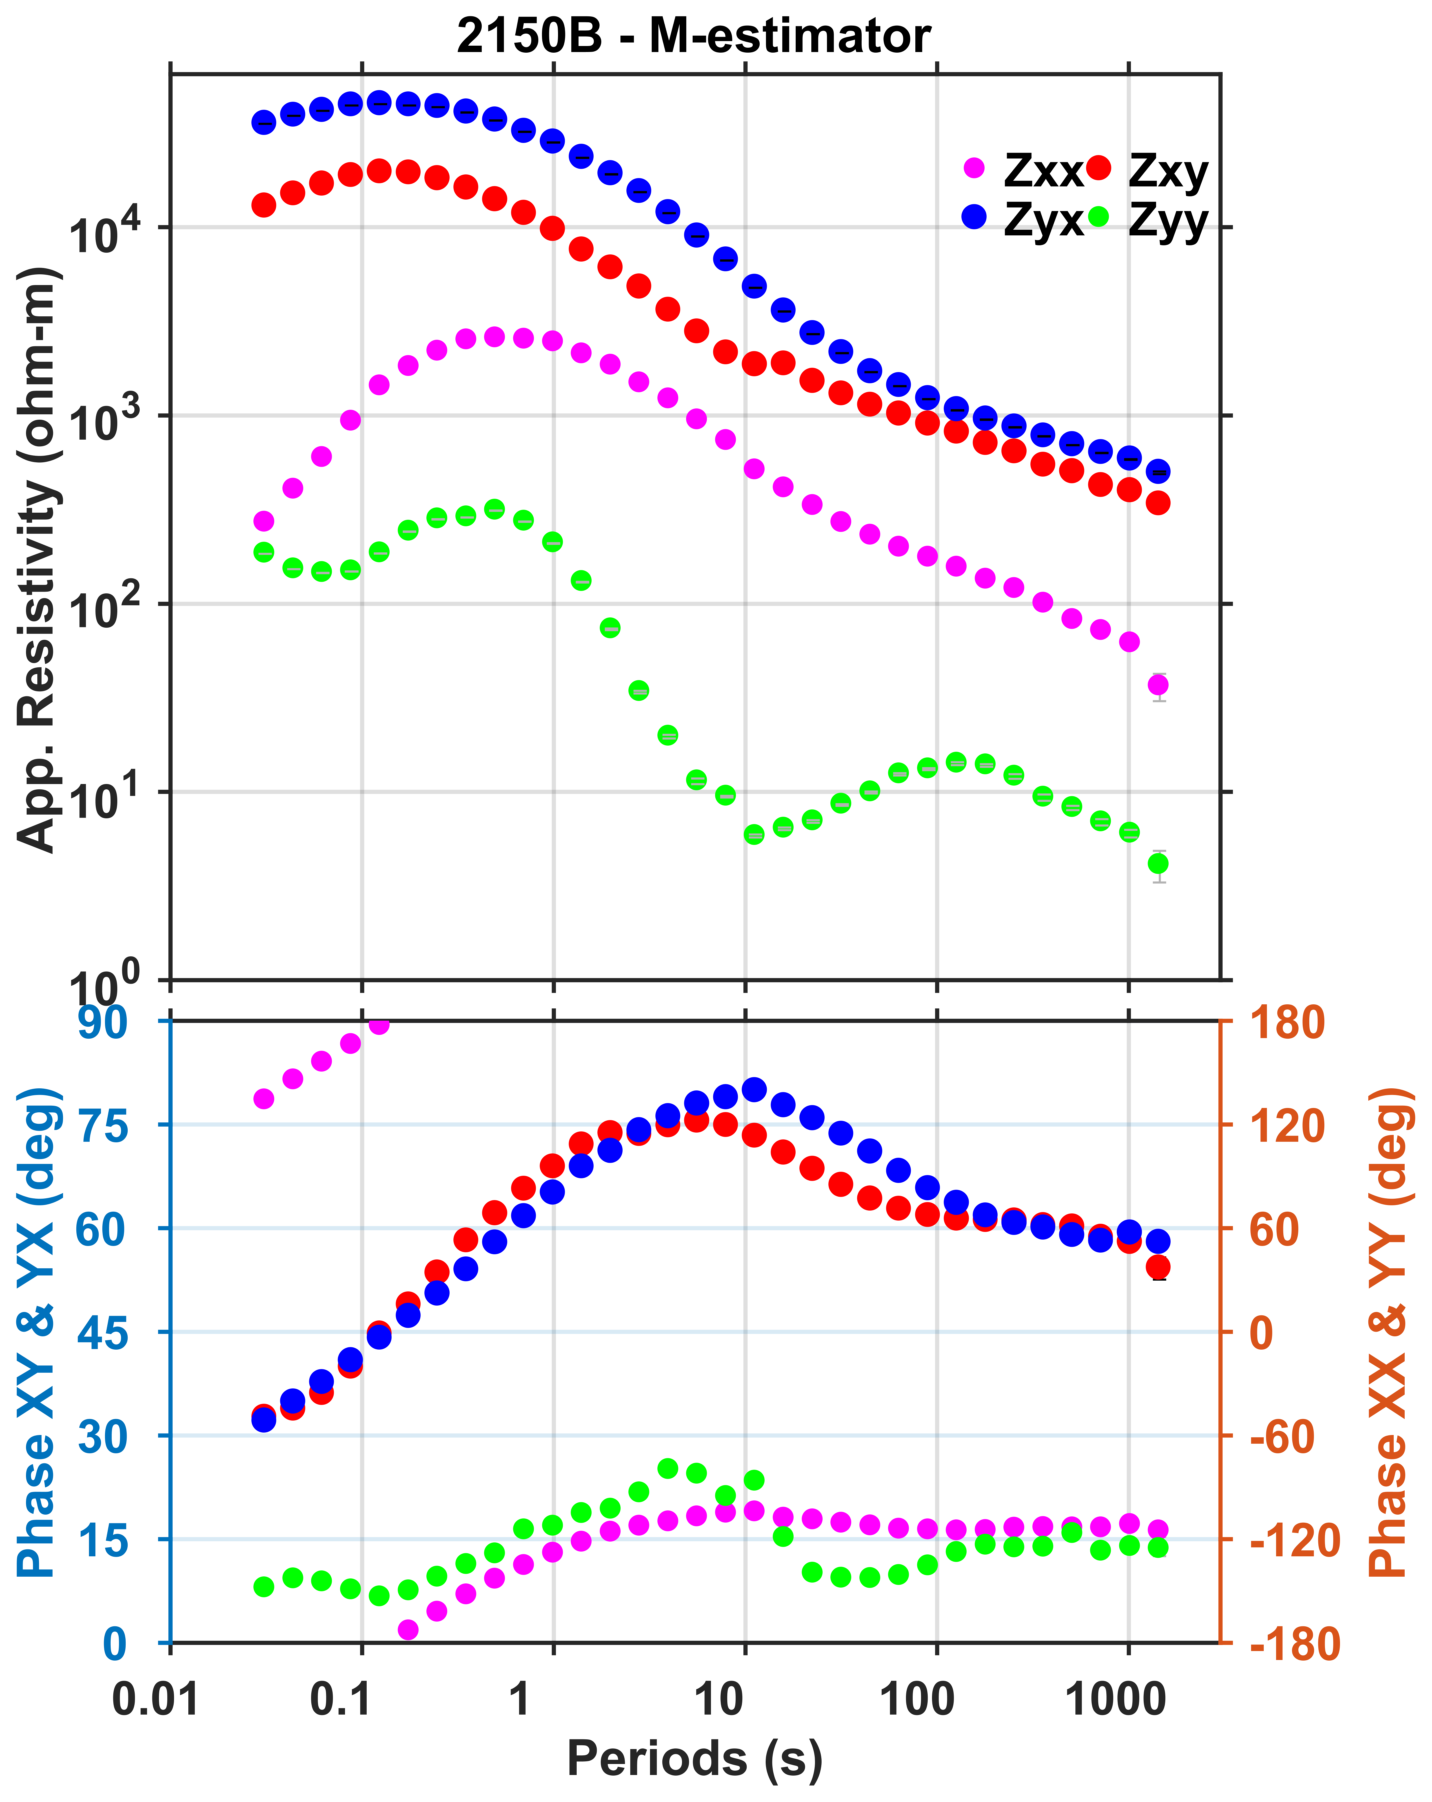 2150B - M-estimator
Zxx Zxy
Zyx Zyy
App. Resistivity (ohm-m)
10^4
10^3
10^2
10^1
10^0
Phase XY & YX (deg)
90
75
60
45
30
15
0
180
120
60
0
-60
-120
-180
Phase XX & YY (deg)
0.01 0.1 1 10 100 1000
Periods (s)